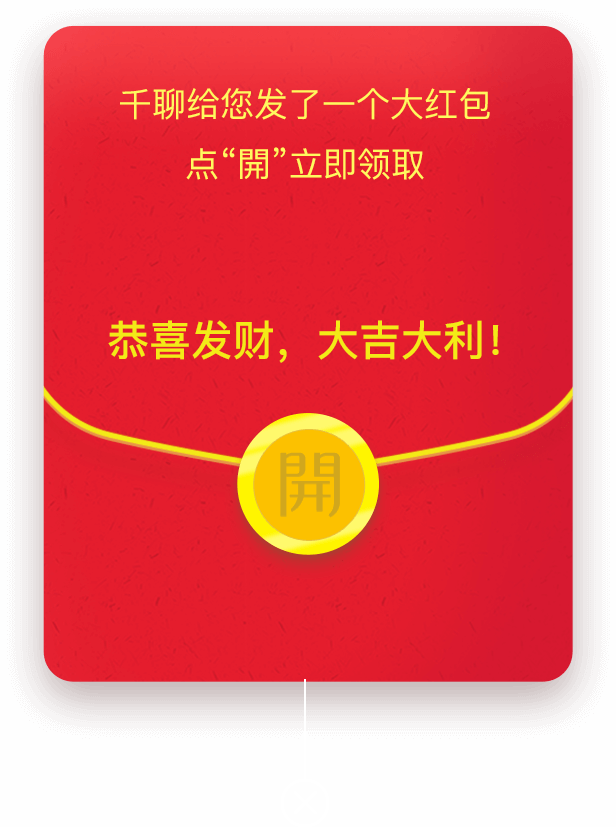 千聊给您发了一个大红包
点“開”立即领取
恭喜发财，大吉大利！
開